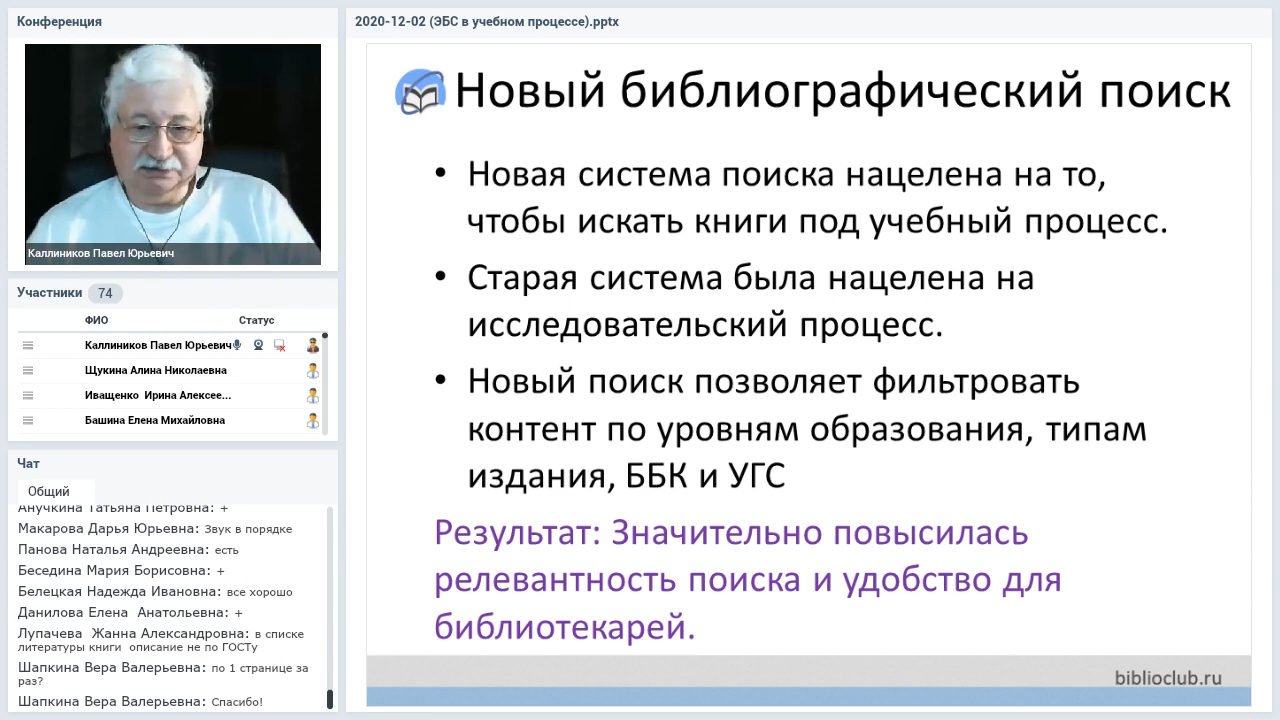 Конференция
Каллиников Павел Юрьевич
Участники 74
ФИО Статус
Каллиников Павел Юрьевич
Щукина Алина Николаевна
Иващенко Ирина Алексее...
Башина Елена Михайловна
Чат
Общий
Анучкина Татьяна Петровна: +
Макарова Дарья Юрьевна: Звук в порядке
Панова Наталья Андреевна: есть
Беседина Мария Борисовна: +
Белецкая Надежда Ивановна: все хорошо
Данилова Елена Анатольевна: +
Лупачева Жанна Александровна: в списке
литературы книги описание не по ГОСТу
Шапкина Вера Валерьевна: по 1 странице за
раз?
Шапкина Вера Валерьевна: Спасибо!
2020-12-02 (ЭБС в учебном процессе).pptx
Новый библиографический поиск
• Новая система поиска нацелена на то,
чтобы искать книги под учебный процесс.
• Старая система была нацелена на
исследовательский процесс.
• Новый поиск позволяет фильтровать
контент по уровням образования, типам
издания, ББК и УГС
Результат: Значительно повысилась
релевантность поиска и удобство для
библиотекарей.
biblioclub.ru